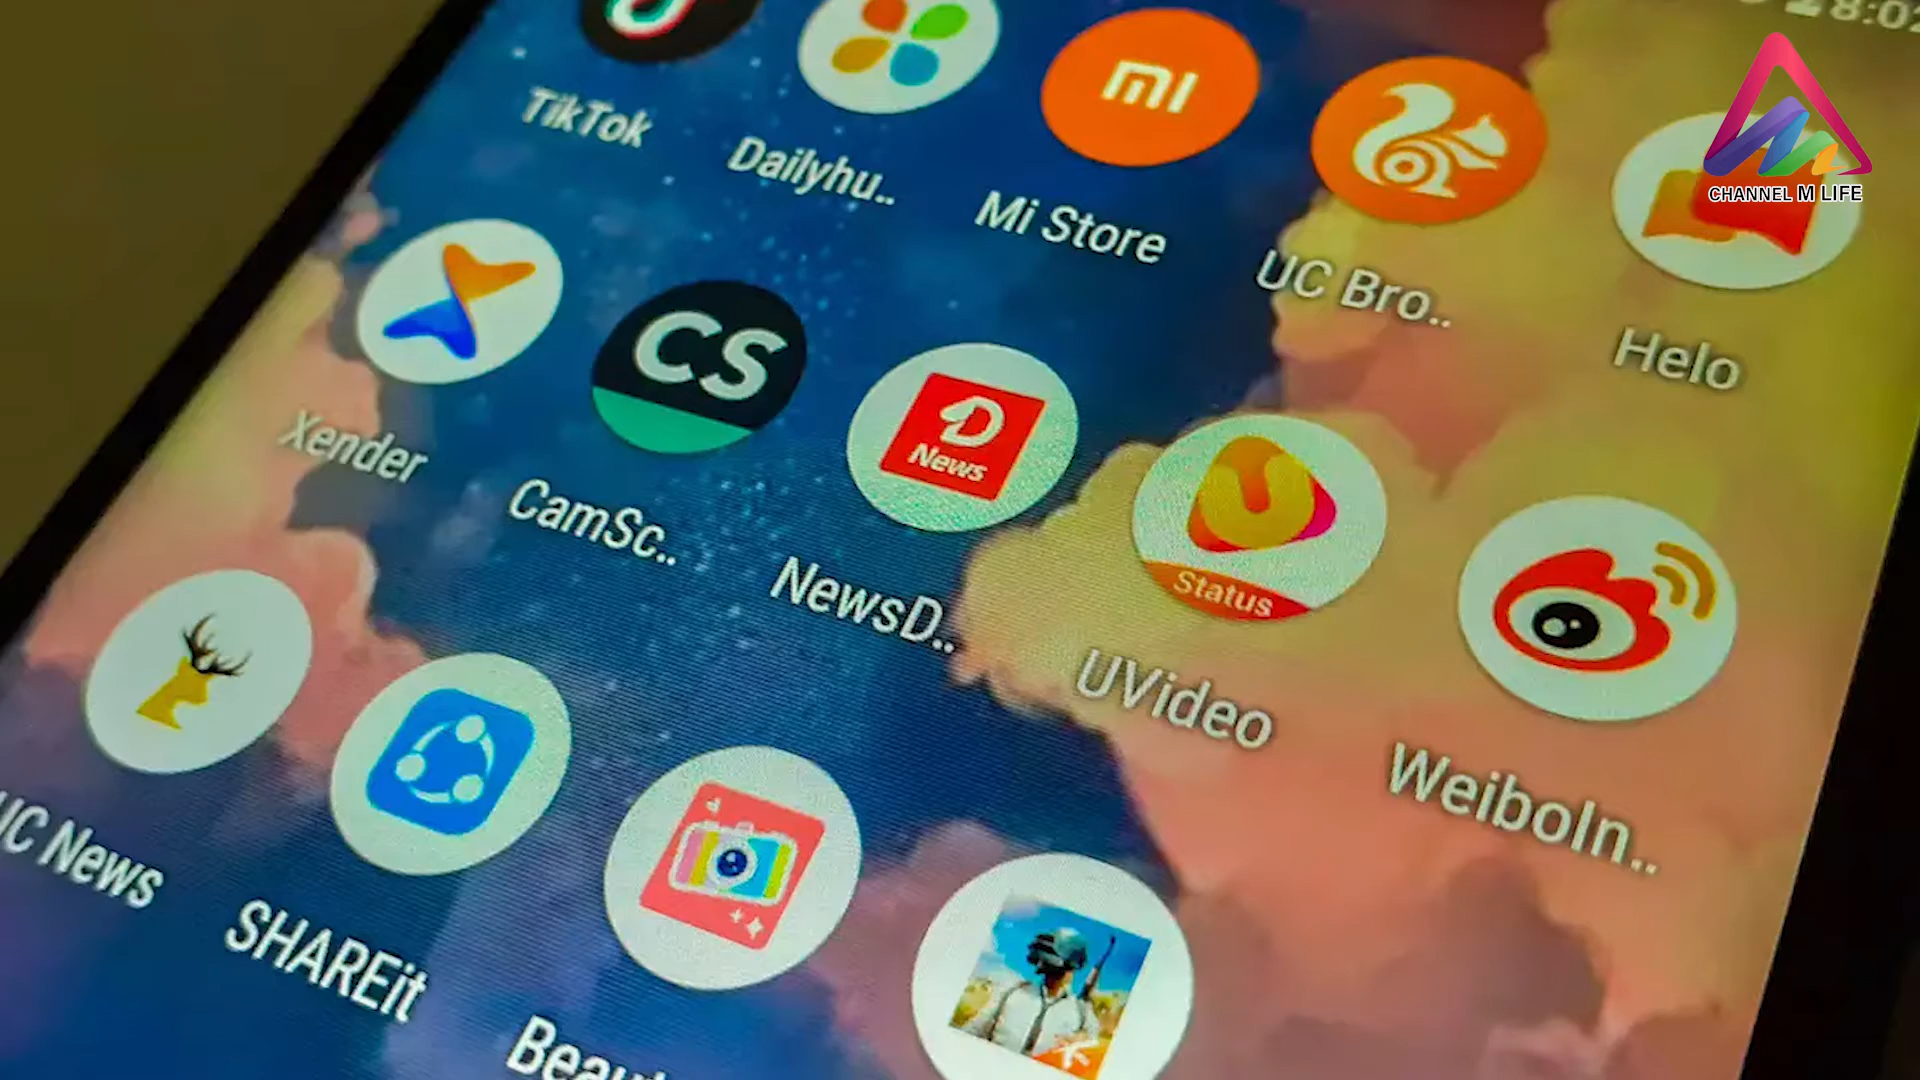 TikTok
Dailyhu..
Mi Store
UC Bro..
Helo
CHANNEL M LIFE
Xender
CS
CamSc..
News
NewsD..
Status
UVideo
WeiboIn..
UC News
SHAREit